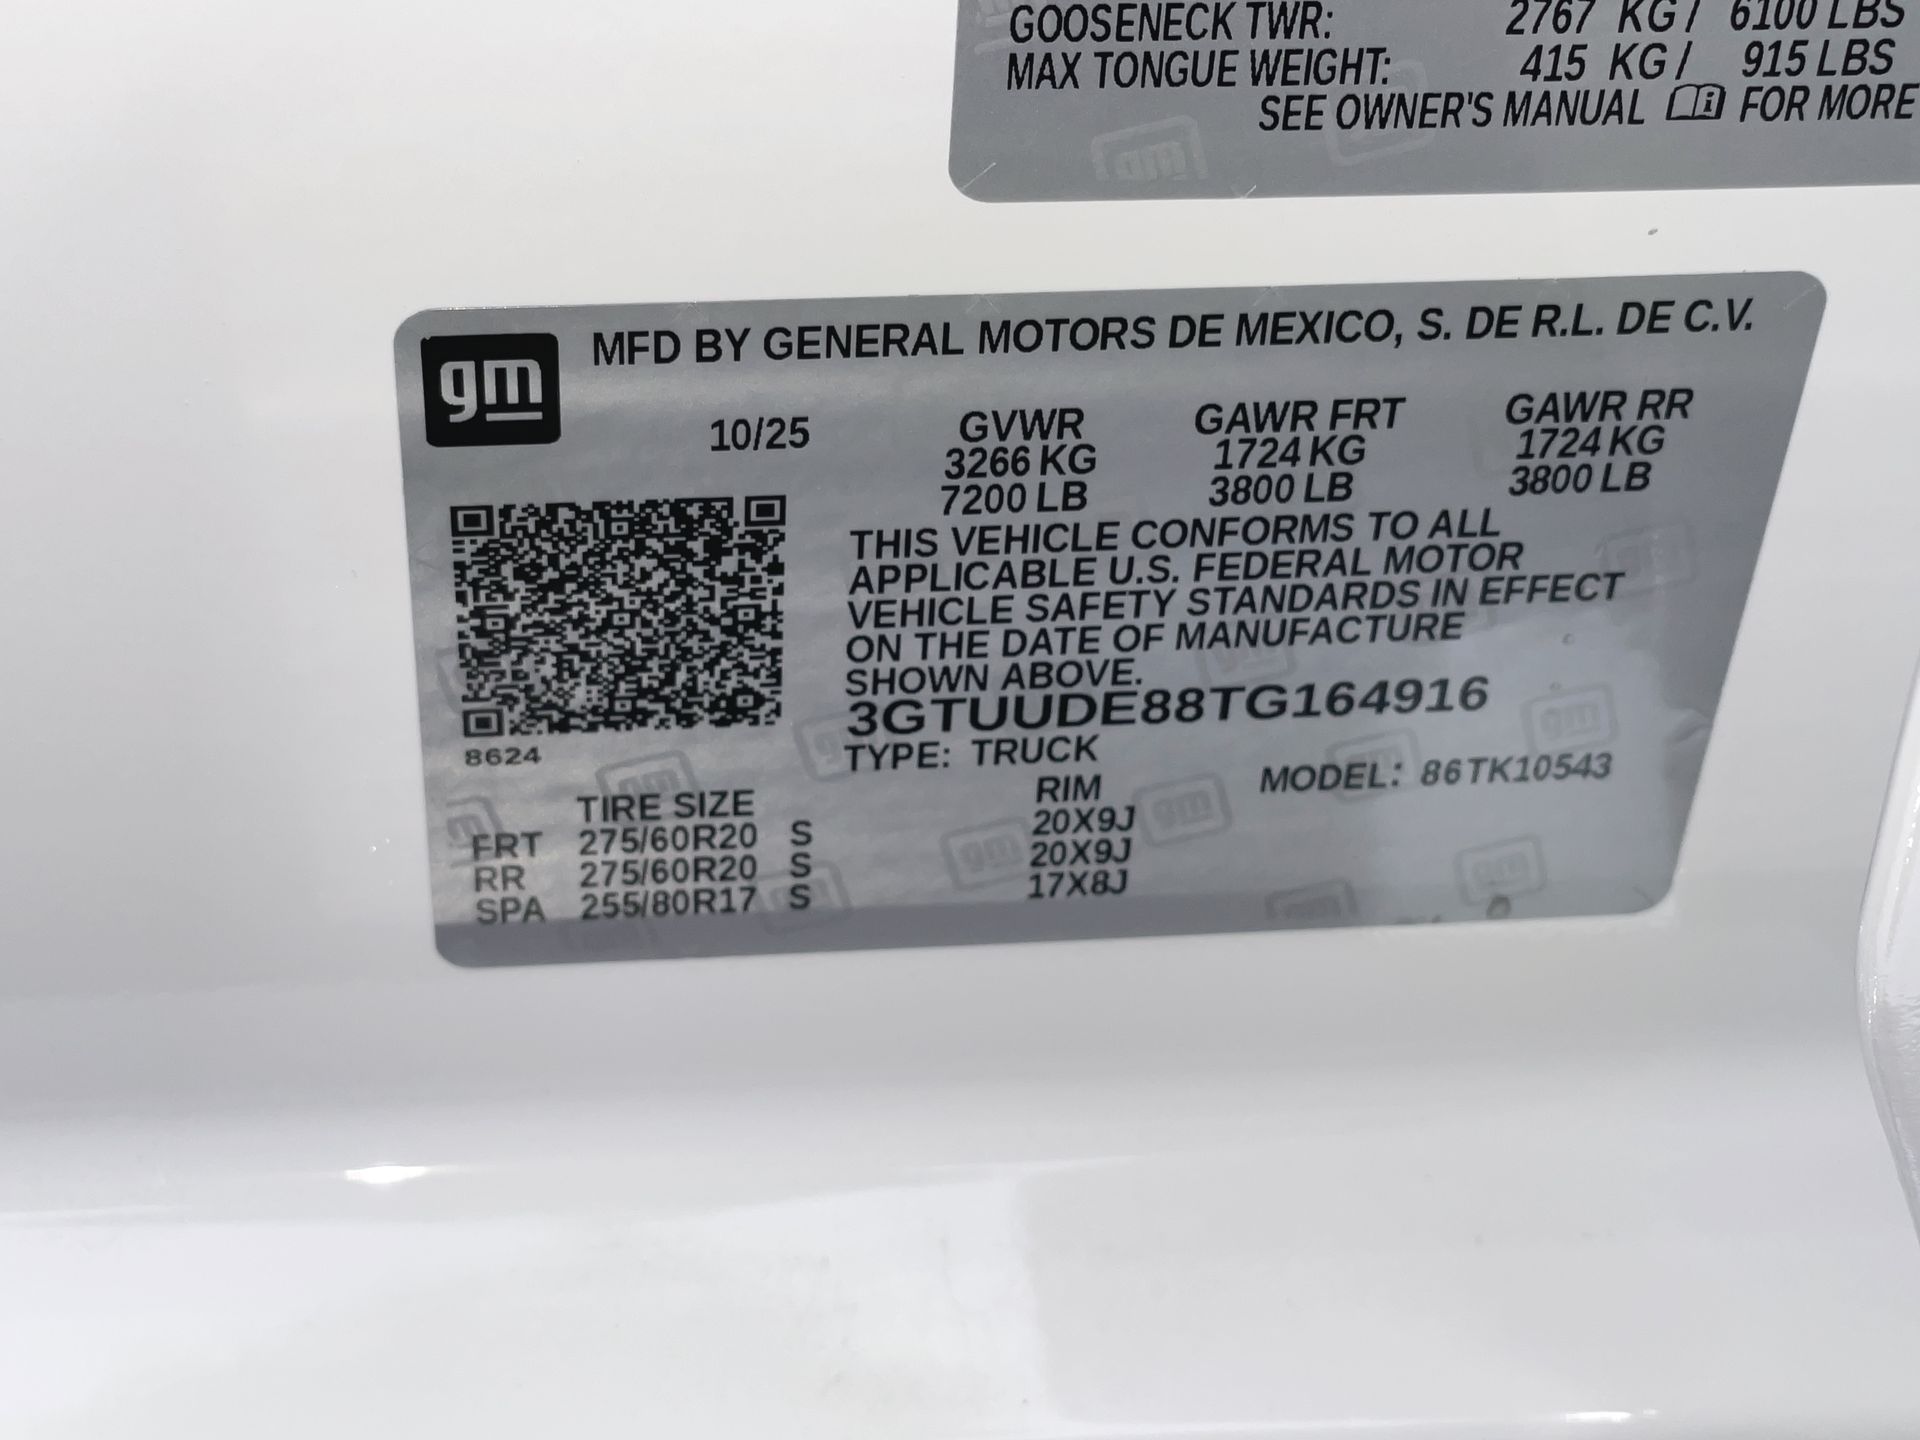 GOOSENECK TWR: 2767 KG / 6100 LBS
MAX TONGUE WEIGHT: 415 KG / 915 LBS
SEE OWNER'S MANUAL FOR MORE
gm
MFD BY GENERAL MOTORS DE MEXICO, S. DE R.L. DE C.V.
10/25 GVWR GAWR FRT GAWR RR
3266 KG 1724 KG 1724 KG
7200 LB 3800 LB 3800 LB
THIS VEHICLE CONFORMS TO ALL
APPLICABLE U.S. FEDERAL MOTOR
VEHICLE SAFETY STANDARDS IN EFFECT
ON THE DATE OF MANUFACTURE
SHOWN ABOVE.
3GTUUDE88TG164916
8624
TYPE: TRUCK MODEL: 86TK10543
TIRE SIZE RIM
FRT 275/60R20 S 20X9J
RR 275/60R20 S 20X9J
SPA 255/80R17 S 17X8J